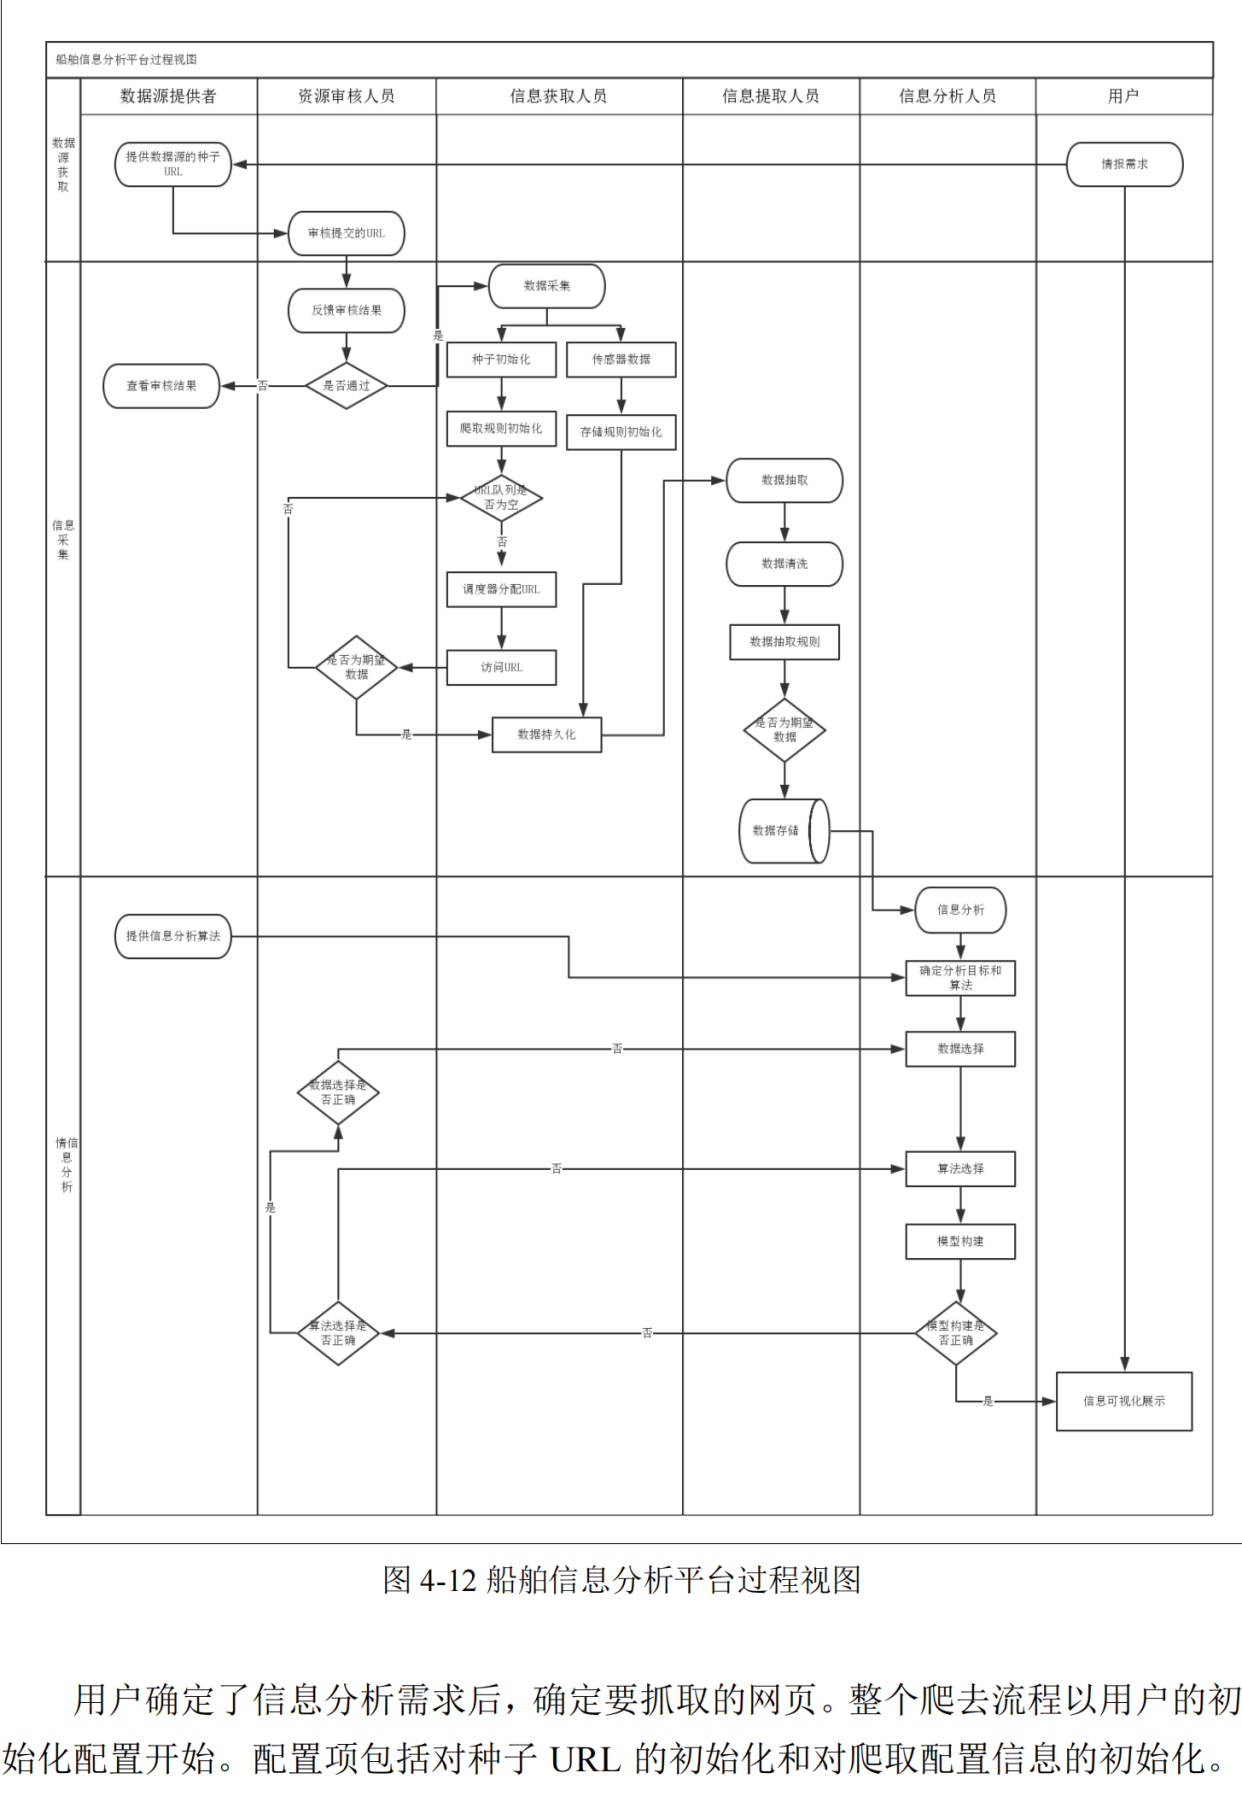 船舶信息分析平台过程视图
数据源提供者
资源审核人员
信息获取人员
信息提取人员
信息分析人员
用户
数据
源
获
取
提供数据源的种子
URL
情报需求
审核提交的URL
信息
采
集
数据采集
反馈审核结果
是
种子初始化
传感器数据
查看审核结果
否
是否通过
爬取规则初始化
存储规则初始化
数据抽取
URL队列是
否为空
否
否
数据清洗
调度器分配URL
数据抽取规则
是否为期望
数据
访问URL
是
数据持久化
是否为期望
数据
数据存储
情信
息
分
析
信息分析
提供信息分析算法
确定分析目标和
算法
否
数据选择
数据选择是
否正确
否
算法选择
是
模型构建
算法选择是
否正确
否
模型构建是
否正确
是
信息可视化展示
图 4-12 船舶信息分析平台过程视图
用户确定了信息分析需求后，确定要抓取的网页。整个爬去流程以用户的初
始化配置开始。配置项包括对种子 URL 的初始化和对爬取配置信息的初始化。